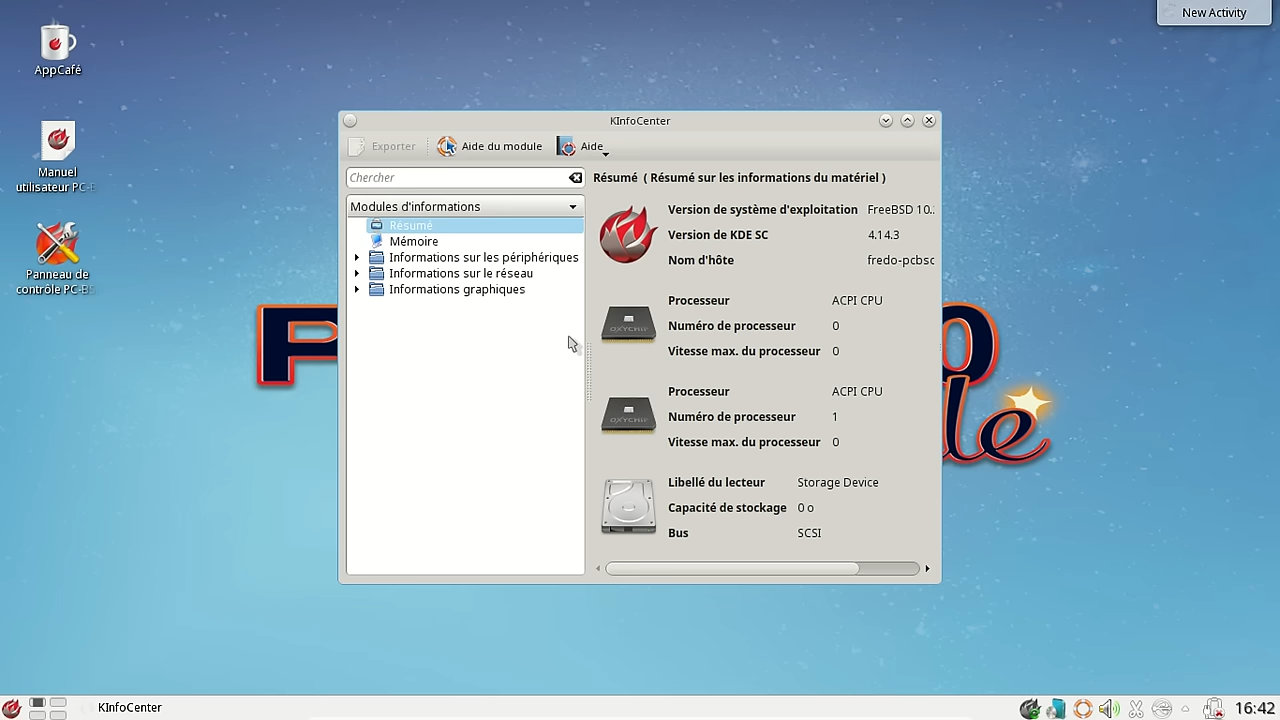 New Activity
AppCafé
Manuel
utilisateur PC-
Panneau de
contrôle PC-B
KInfoCenter
Exporter
Aide du module
Aide
Chercher
Modules d'informations
Résumé
Mémoire
Informations sur les périphériques
Informations sur le réseau
Informations graphiques
Résumé ( Résumé sur les informations du matériel )
Version de système d'exploitation FreeBSD 10.
Version de KDE SC 4.14.3
Nom d'hôte fredo-pcbsc
Processeur ACPI CPU
Numéro de processeur 0
Vitesse max. du processeur 0
OXYCHIP
Processeur ACPI CPU
Numéro de processeur 1
Vitesse max. du processeur 0
OXYCHIP
Libellé du lecteur Storage Device
Capacité de stockage 0 o
Bus SCSI
P
0
le
KInfoCenter
16:42